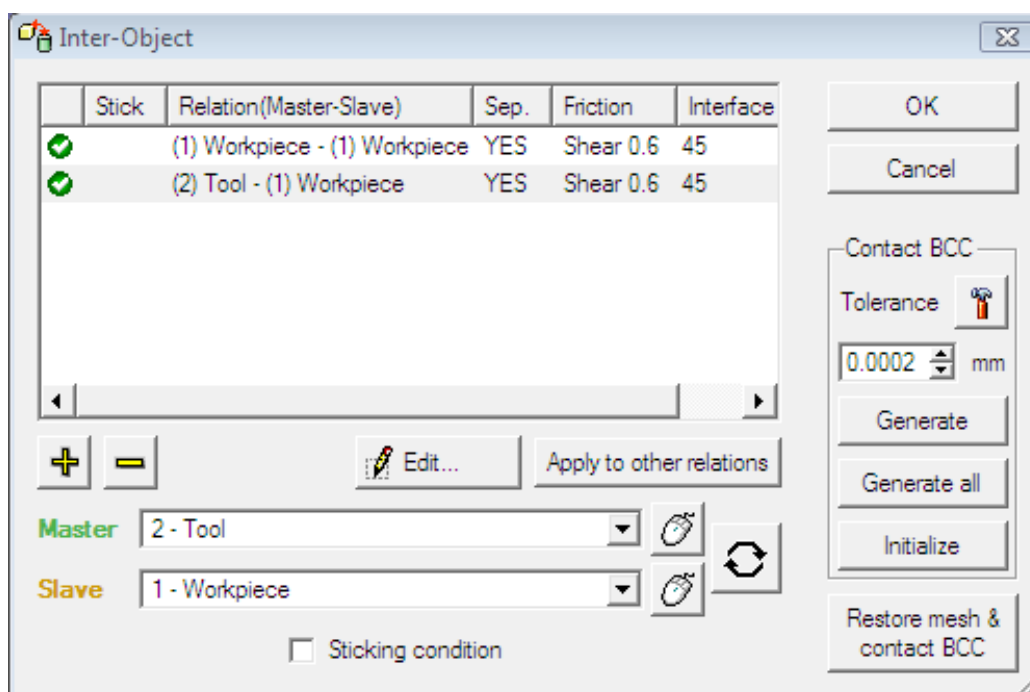 Inter-Object
Stick Relation(Master-Slave) Sep. Friction Interface
(1) Workpiece - (1) Workpiece YES Shear 0.6 45
(2) Tool - (1) Workpiece YES Shear 0.6 45
OK
Cancel
Contact BCC
Tolerance
0.0002 mm
Generate
Generate all
Initialize
Restore mesh &
contact BCC
Edit...
Apply to other relations
Master 2 - Tool
Slave 1 - Workpiece
Sticking condition